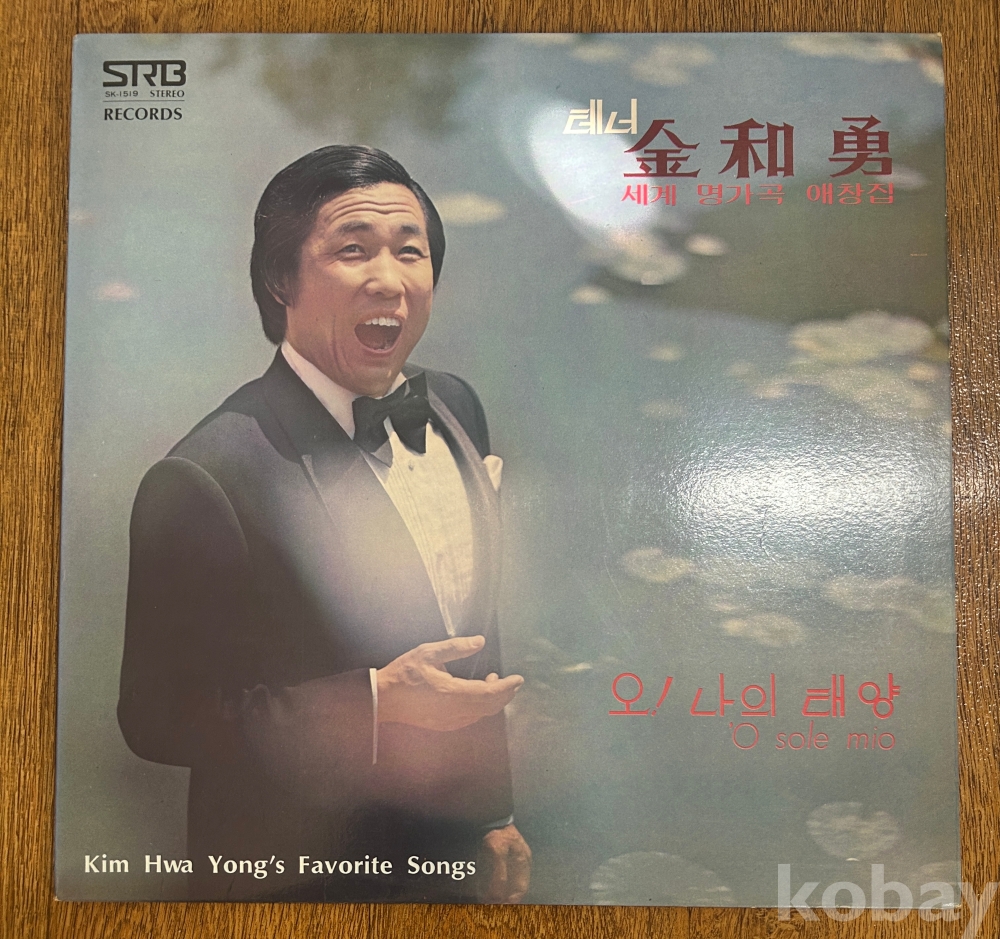 SRB
SK-1519 STEREO
RECORDS
테너
金和勇
세계 명가곡 애창집
오! 나의 태양
'O sole mio
Kim Hwa Yong's Favorite Songs
kobay